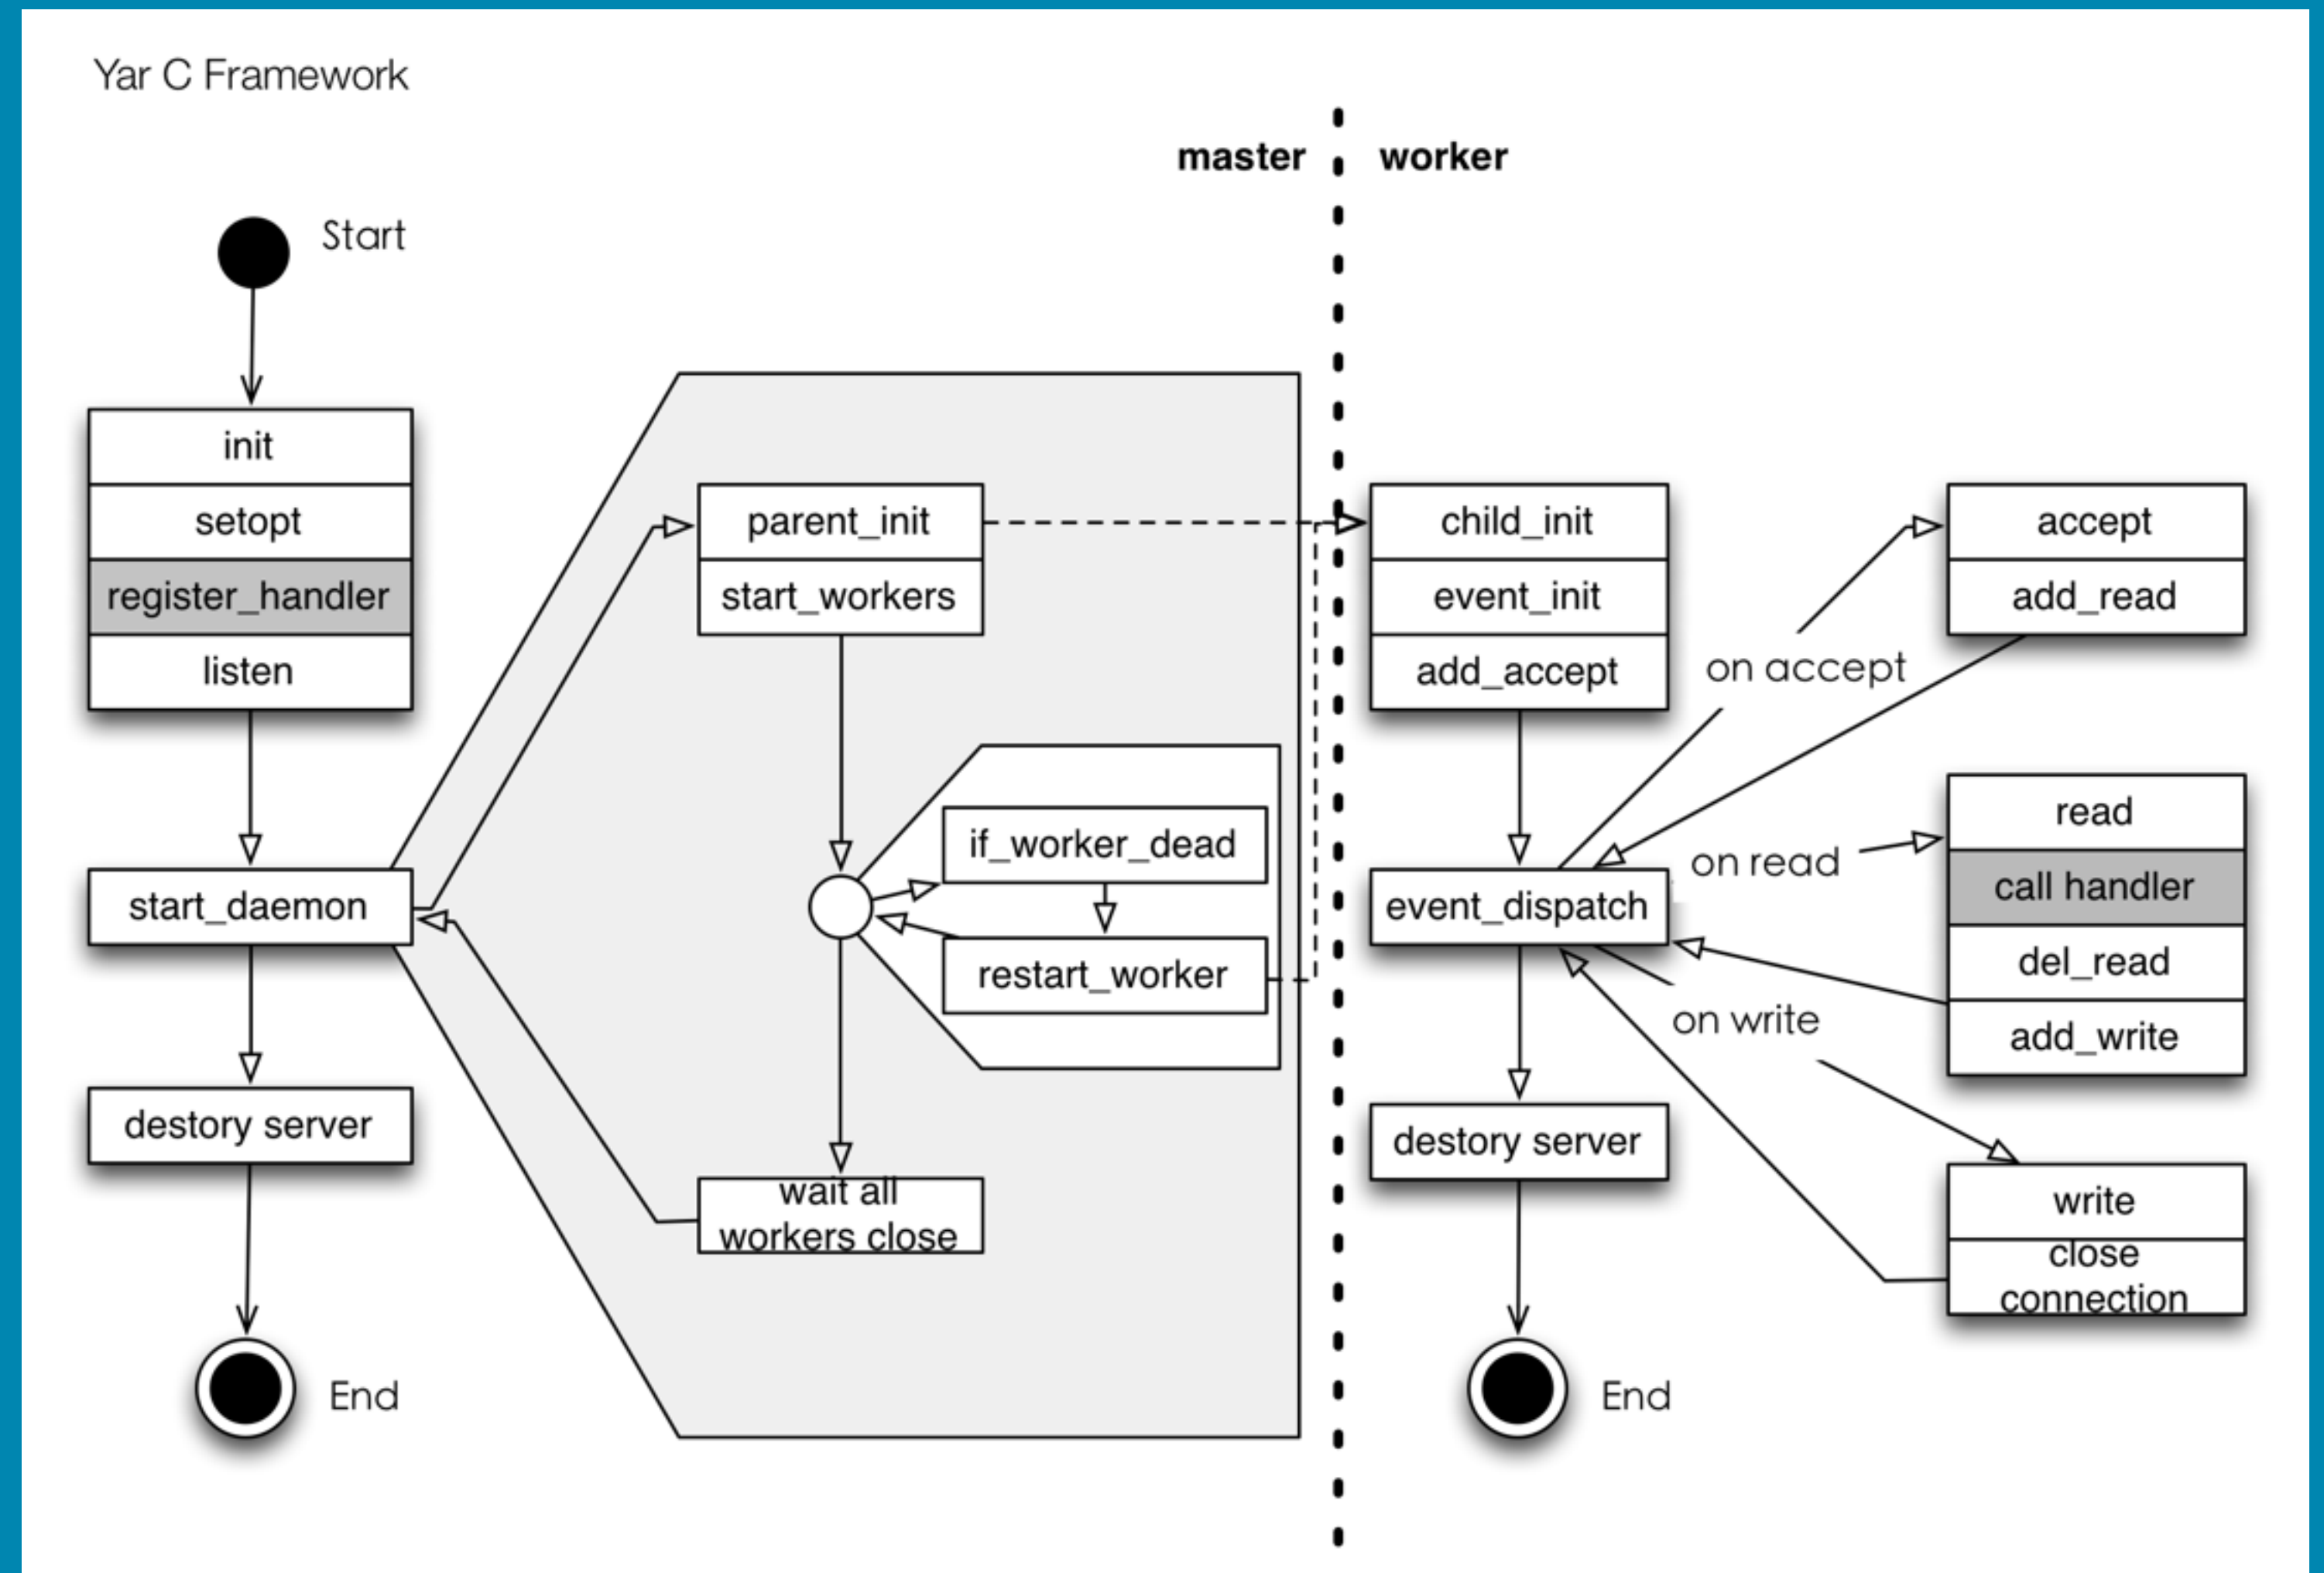 Yar C Framework
master
worker
Start
init
setopt
register_handler
listen
start_daemon
destory server
End
parent_init
start_workers
if_worker_dead
restart_worker
wait all
workers close
child_init
event_init
add_accept
event_dispatch
destory server
End
on accept
on read
on write
accept
add_read
read
call handler
del_read
add_write
write
close
connection